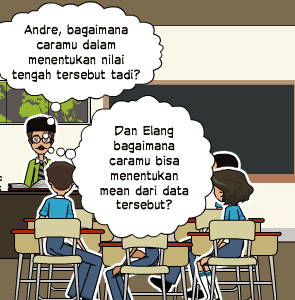 Andre, bagaimana
caramu dalam
menentukan nilai
tengah tersebut tadi?
Dan Elang
bagaimana
caramu bisa
menentukan
mean dari data
tersebut?